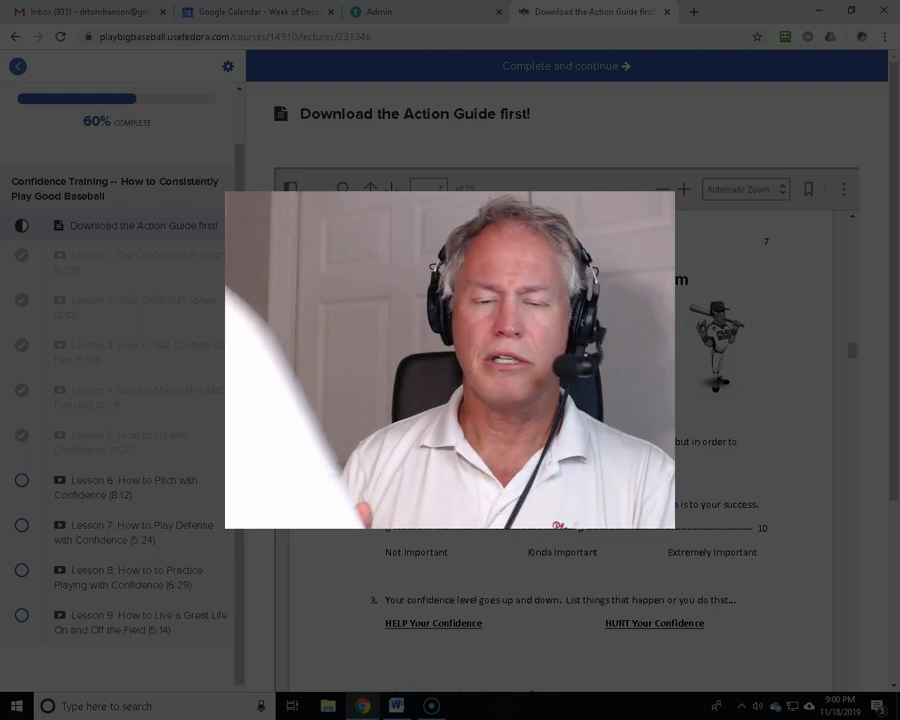 Inbox (933) - drtomhanson@gm
Google Calendar - Week of Decem
Admin
Download the Action Guide first!
playbigbaseball.usefedora.com/courses/14910/lectures/231346
Complete and continue →
60% COMPLETE
Download the Action Guide first!
Confidence Training -- How to Consistently
Play Good Baseball
Download the Action Guide first!
Lesson 1: The Confidence Problem
(6:55)
Lesson 2: Your Control Problem
(2:43)
Lesson 3: How to Get Confidence
Fast (5:39)
Lesson 4: You are Manor (the ABC
(8:04)
Lesson 5: How to Hit with
Confidence (11:20)
Lesson 6: How to Pitch with
Confidence (8:12)
Lesson 7: How to Play Defense
with Confidence (5:24)
Lesson 8: How to to Practice
Playing with Confidence (6:29)
Lesson 9: How to Live a Great Life
On and Off the Field (5:14)
7 of 25
Automatic Zoom
7
m
but in order to
e is to your success.
10
Not Important Kinda Important Extremely Important
3. Your confidence level goes up and down. List things that happen or you do that...
HELP Your Confidence HURT Your Confidence
Type here to search
9:00 PM
11/18/2019